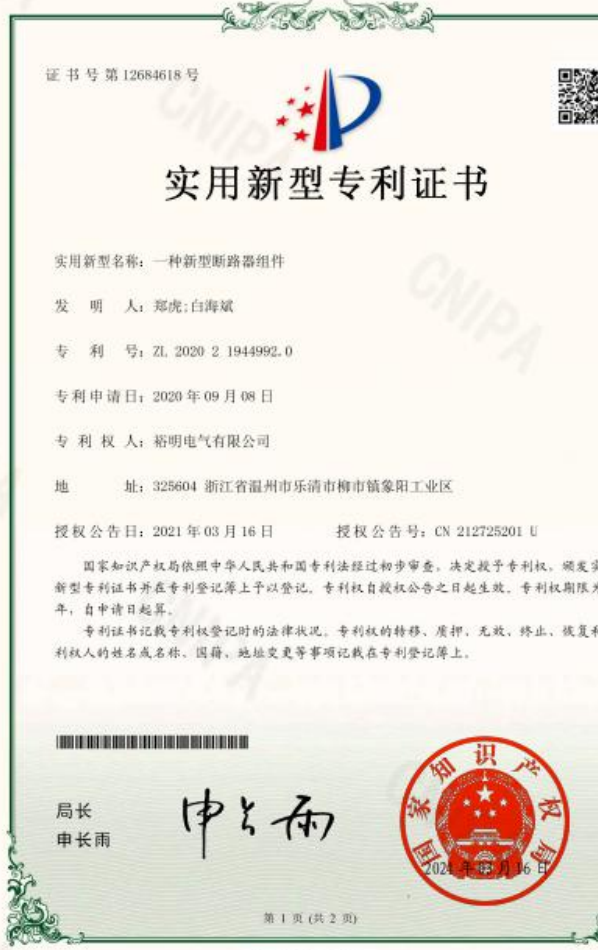 证书号第12684618号
实用新型专利证书
实用新型名称：一种新型断路器组件
发 明 人：郑虎;白海斌
专 利 号：ZL 2020 2 1944992.0
专利申请日：2020年09月08日
专 利 权 人：裕明电气有限公司
地 址：325604 浙江省温州市乐清市柳市镇象阳工业区
授权公告日：2021年03月16日 授权公告号：CN 212725201 U
国家知识产权局依照中华人民共和国专利法经过初步审查，决定授予专利权，颁发实
新型专利证书并在专利登记簿上予以登记。专利权自授权公告之日起生效。专利权期限为
年，自申请日起算。
专利证书记载专利权登记时的法律状况。专利权的转移、质押、无效、终止、恢复和
利权人的姓名或名称、国籍、地址变更等事项记载在专利登记簿上。
局长
申长雨
申长雨
国家知识产权局
2021年03月16日
第 1 页 (共 2 页)
CNIPA
CNIPA
CNIPA